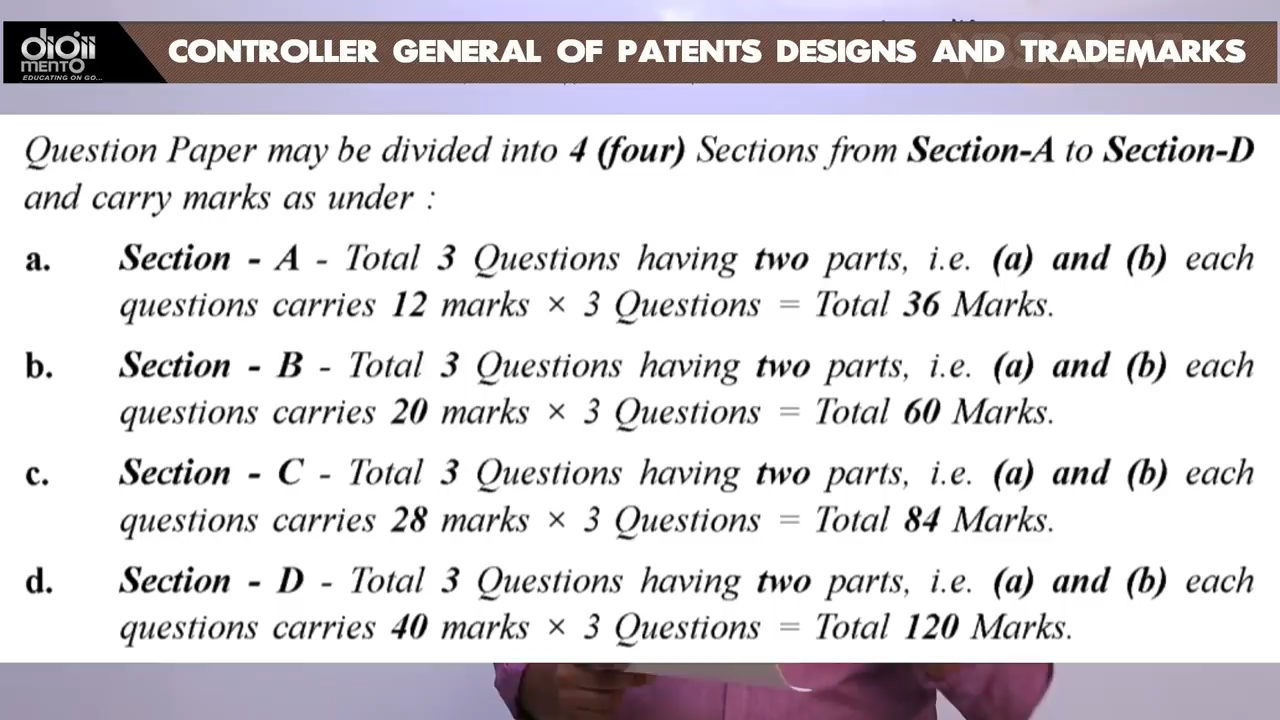 digii
MENTO
EDUCATING ON GO...
CONTROLLER GENERAL OF PATENTS DESIGNS AND TRADEMARKS
Question Paper may be divided into 4 (four) Sections from Section-A to Section-D
and carry marks as under :
a. Section - A - Total 3 Questions having two parts, i.e. (a) and (b) each
questions carries 12 marks × 3 Questions = Total 36 Marks.
b. Section - B - Total 3 Questions having two parts, i.e. (a) and (b) each
questions carries 20 marks × 3 Questions = Total 60 Marks.
c. Section - C - Total 3 Questions having two parts, i.e. (a) and (b) each
questions carries 28 marks × 3 Questions = Total 84 Marks.
d. Section - D - Total 3 Questions having two parts, i.e. (a) and (b) each
questions carries 40 marks × 3 Questions = Total 120 Marks.